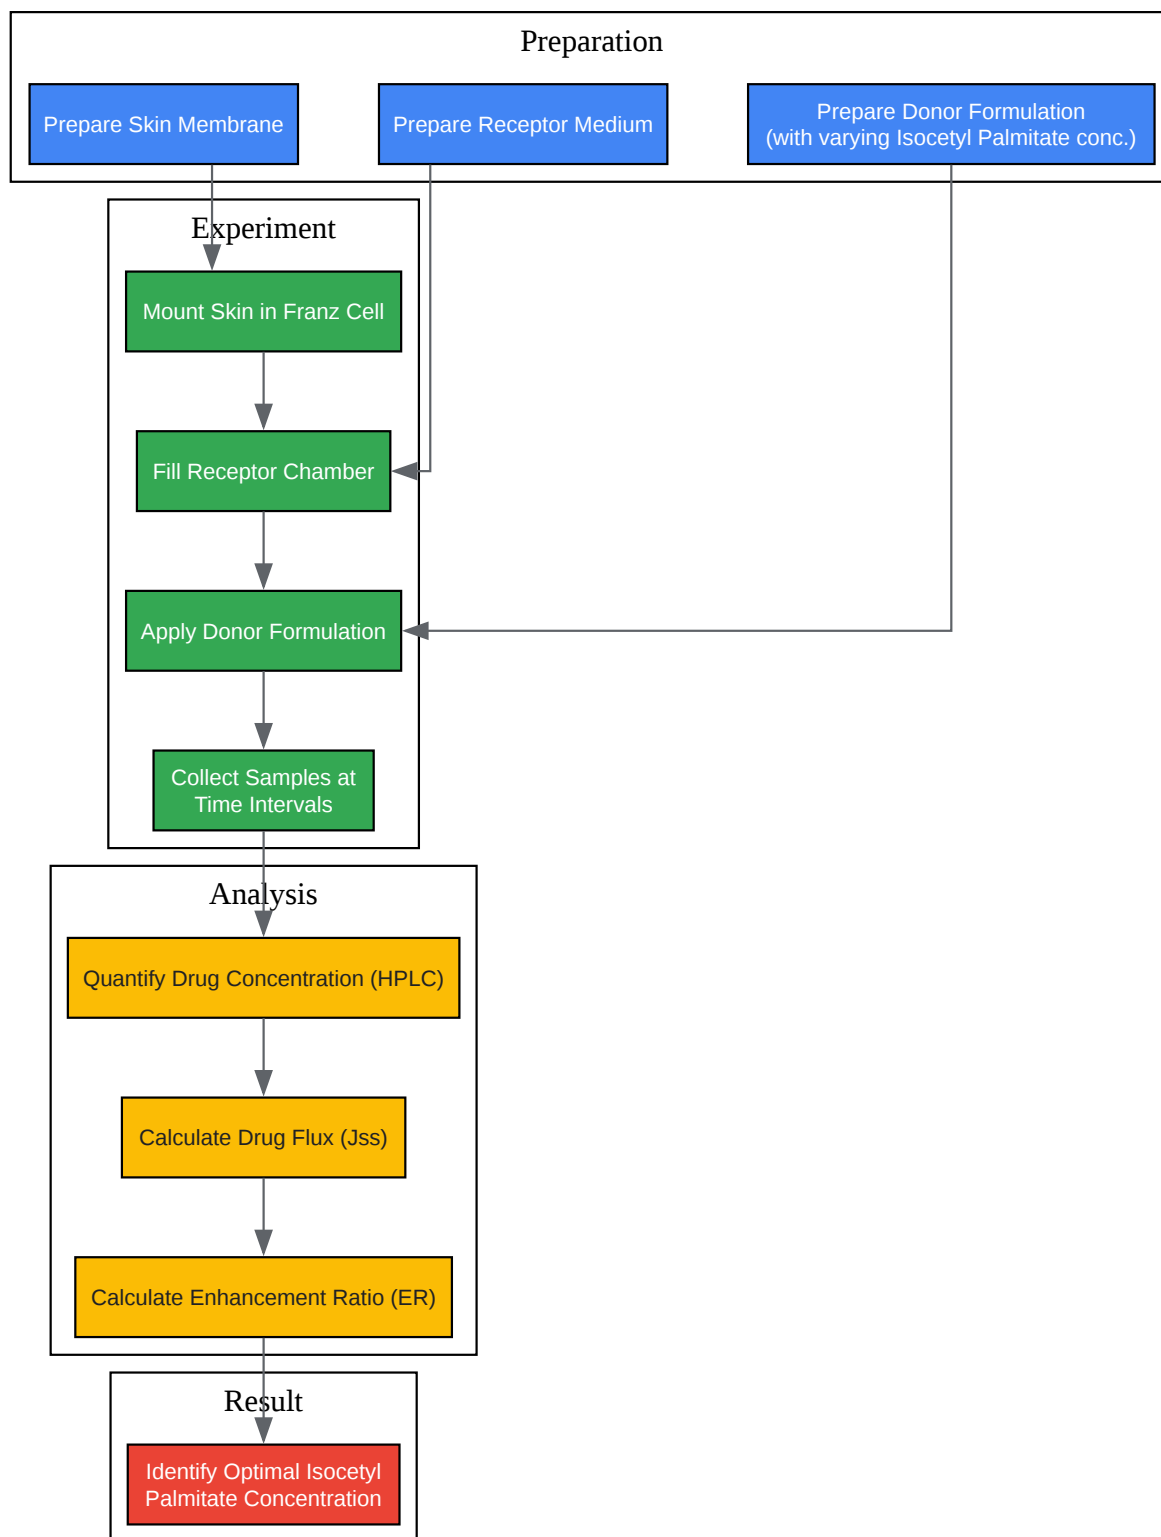 Preparation
Prepare Skin Membrane
Prepare Receptor Medium
Prepare Donor Formulation
(with varying Isocetyl Palmitate conc.)
Experiment
Mount Skin in Franz Cell
Fill Receptor Chamber
Apply Donor Formulation
Collect Samples at
Time Intervals
Analysis
Quantify Drug Concentration (HPLC)
Calculate Drug Flux (Jss)
Calculate Enhancement Ratio (ER)
Result
Identify Optimal Isocetyl
Palmitate Concentration